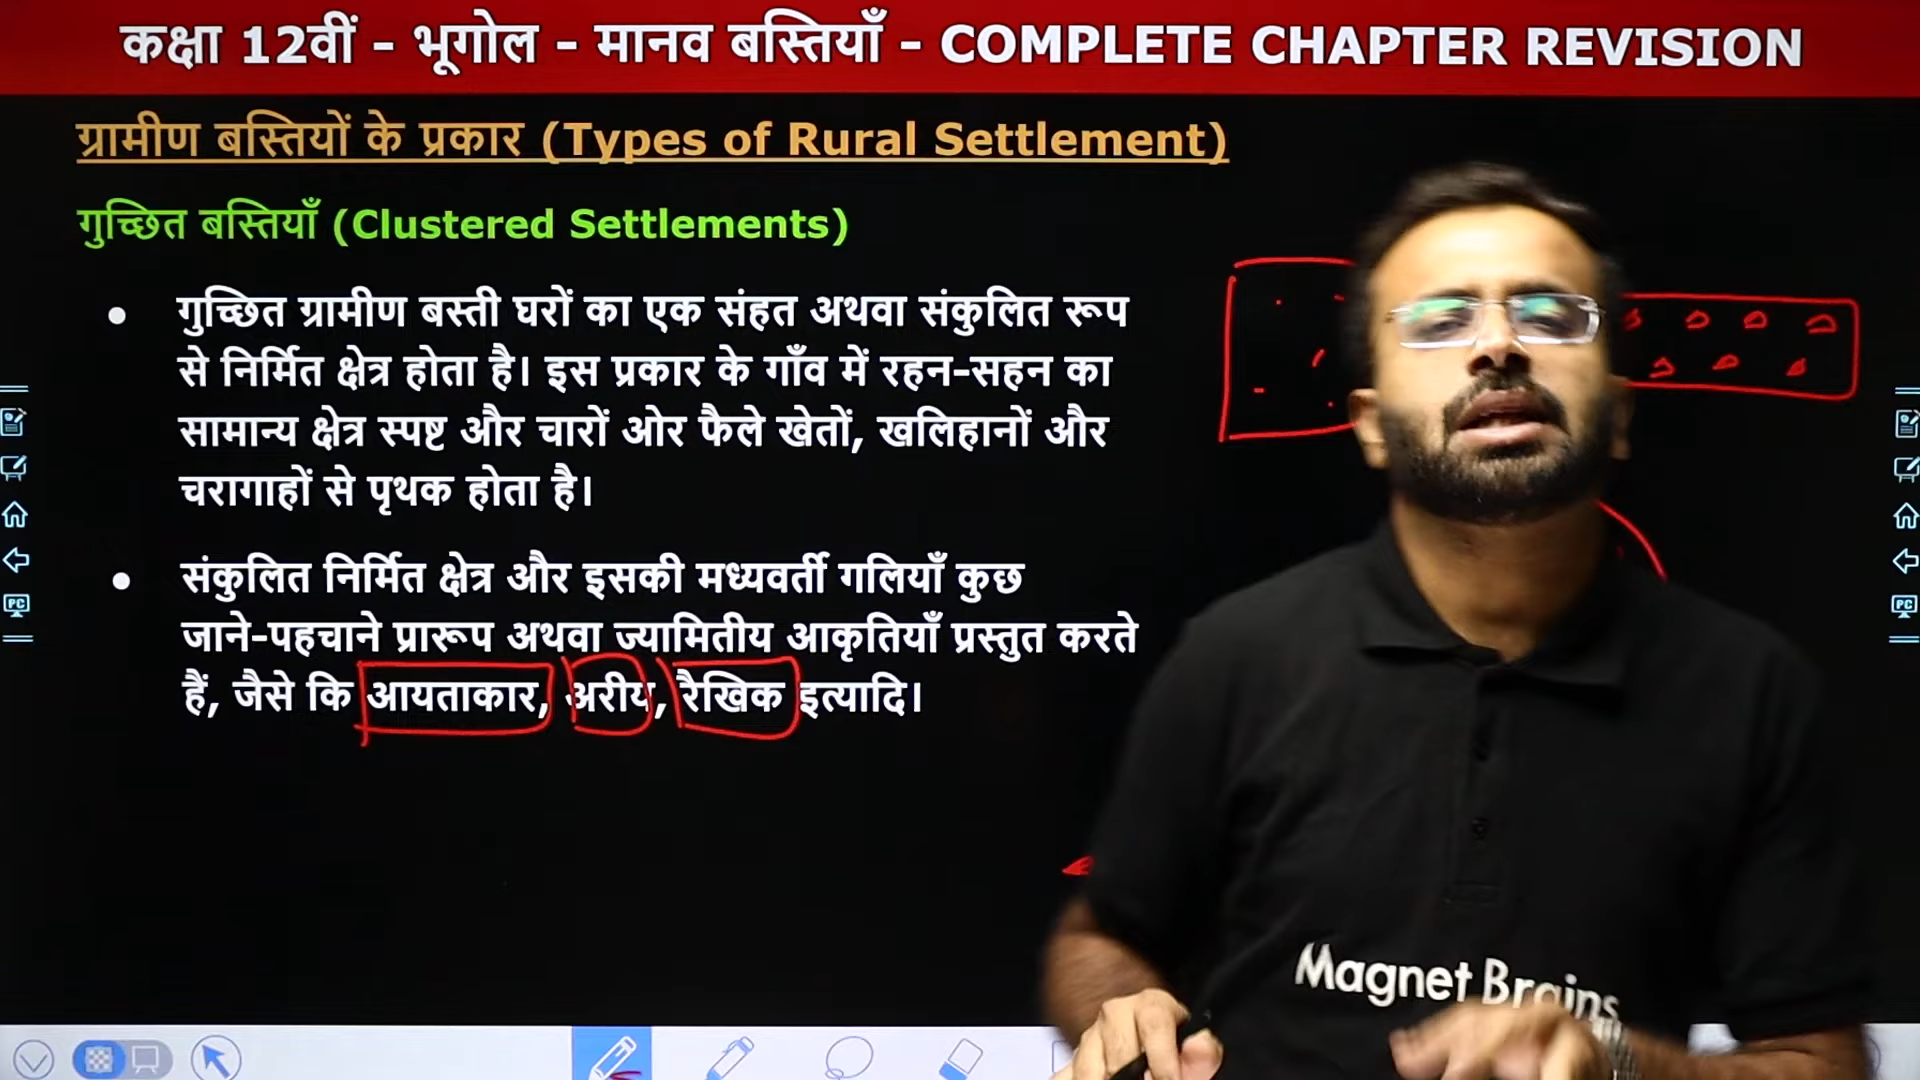 कक्षा 12वीं - भूगोल - मानव बस्तियाँ - COMPLETE CHAPTER REVISION
ग्रामीण बस्तियों के प्रकार (Types of Rural Settlement)
गुच्छित बस्तियाँ (Clustered Settlements)
• गुच्छित ग्रामीण बस्ती घरों का एक संहत अथवा संकुलित रूप
से निर्मित क्षेत्र होता है। इस प्रकार के गाँव में रहन-सहन का
सामान्य क्षेत्र स्पष्ट और चारों ओर फैले खेतों, खलिहानों और
चरागाहों से पृथक होता है।
• संकुलित निर्मित क्षेत्र और इसकी मध्यवर्ती गलियाँ कुछ
जाने-पहचाने प्रारूप अथवा ज्यामितीय आकृतियाँ प्रस्तुत करते
हैं, जैसे कि आयताकार, अरीय, रैखिक इत्यादि।
Magnet Brains
PC
PC